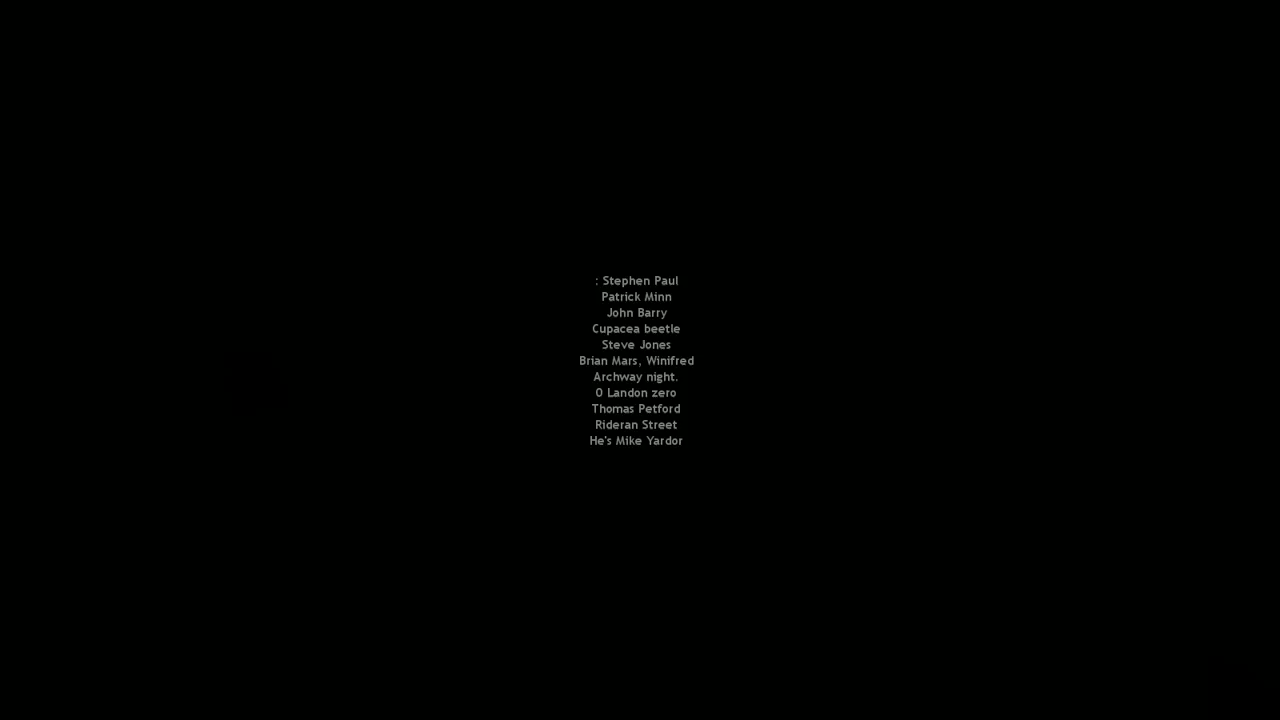 : Stephen Paul
Patrick Minn
John Barry
Cupacea beetle
Steve Jones
Brian Mars, Winifred
Archway night.
O Landon zero
Thomas Petford
Rideran Street
He's Mike Yardor